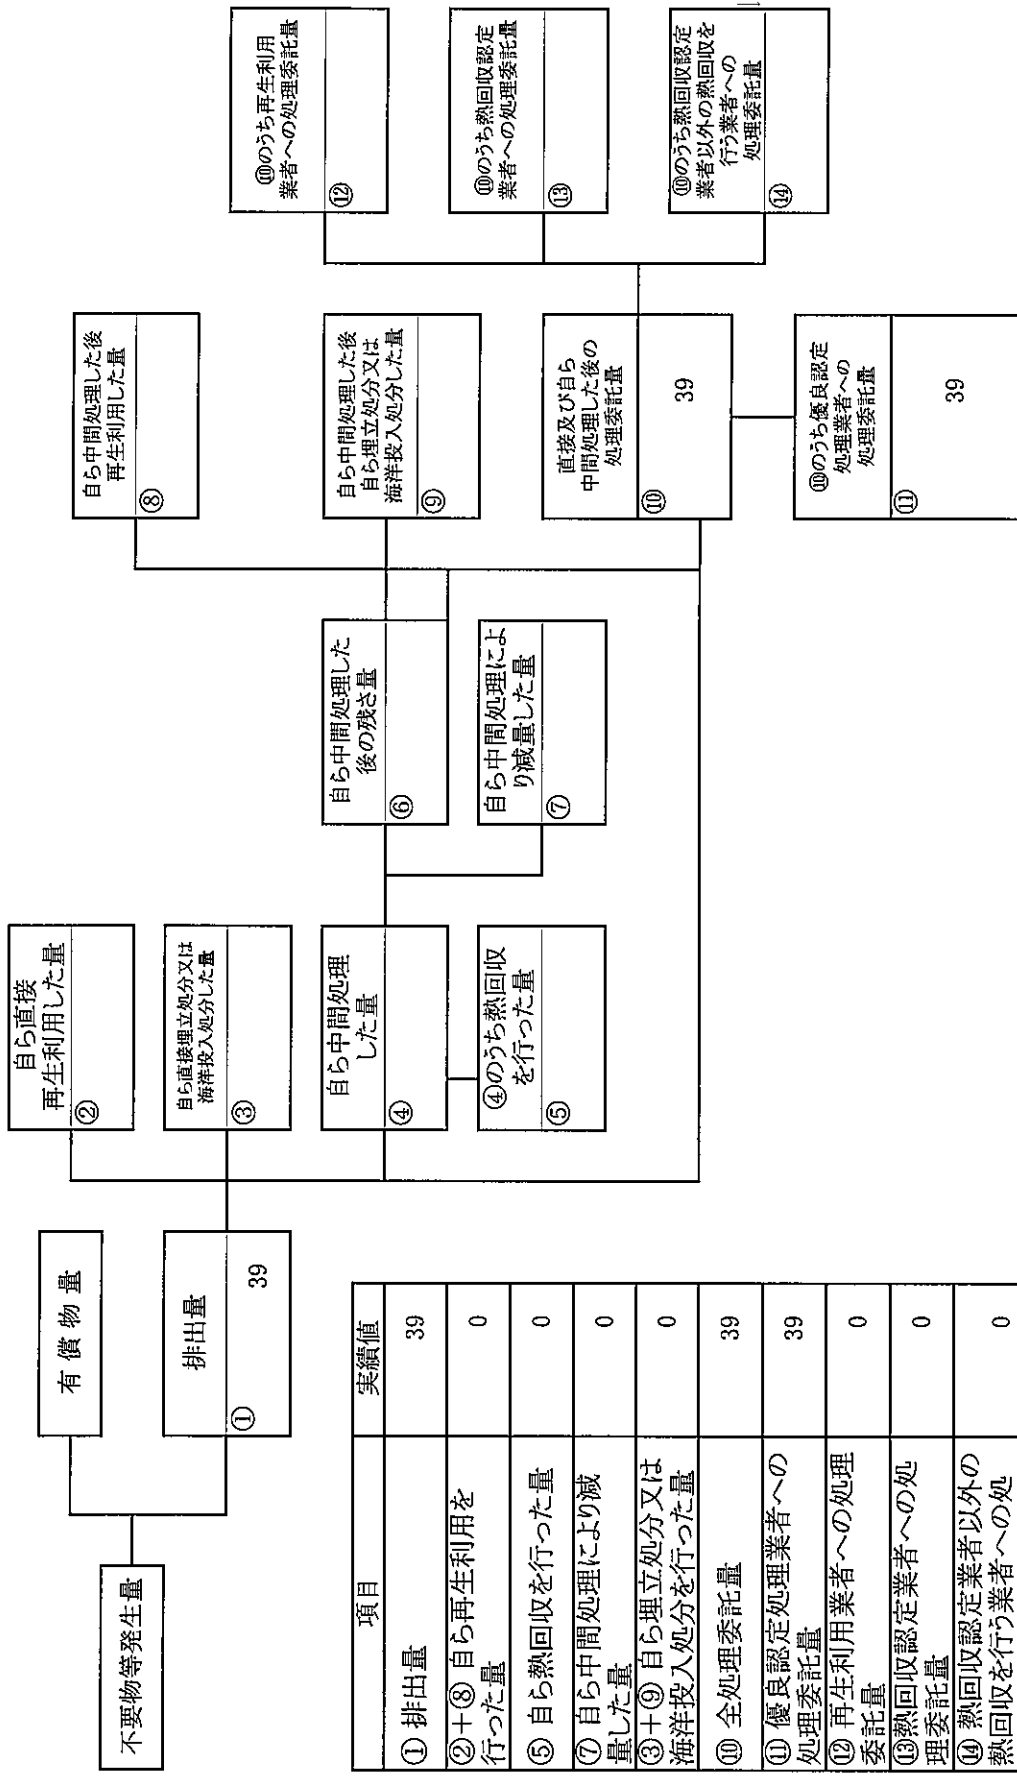 不要物等発生量
有 償 物 量
排出量
①
39
自ら直接
再生利用した量
②
自ら直接埋立処分又は
海洋投入処分した量
③
自ら中間処理
した量
④
④のうち熱回収
を行った量
⑤
自ら中間処理した
後の残さ量
⑥
自ら中間処理によ
り減量した量
⑦
自ら中間処理した後
再生利用した量
⑧
自ら中間処理した後
自ら埋立処分又は
海洋投入処分した量
⑨
直接及び自ら
中間処理した後の
処理委託量
⑩
39
⑩のうち優良認定
処理業者への
処理委託量
⑪
39
⑩のうち再生利用
業者への処理委託量
⑫
⑩のうち熱回収認定
業者への処理委託量
⑬
⑩のうち熱回収認定
業者以外の熱回収を
行う業者への
処理委託量
⑭
項目 実績値
① 排出量 39
②+⑧ 自ら再生利用を
行った量 0
⑤ 自ら熱回収を行った量 0
⑦ 自ら中間処理により減
量した量 0
③+⑨ 自ら埋立処分又は
海洋投入処分を行った量 0
⑩ 全処理委託量 39
⑪ 優良認定処理業者への
処理委託量 39
⑫ 再生利用業者への処理
委託量 0
⑬熱回収認定業者への処
理委託量 0
⑭ 熱回収認定業者以外の
熱回収を行う業者への処 0